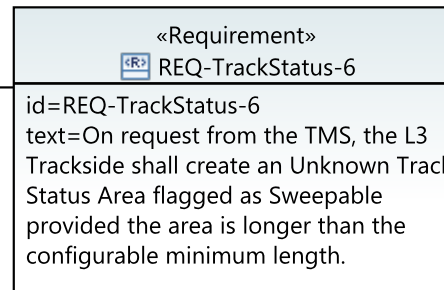 «Requirement»
«R» REQ-TrackStatus-6
id=REQ-TrackStatus-6
text=On request from the TMS, the L3
Trackside shall create an Unknown Track
Status Area flagged as Sweepable
provided the area is longer than the
configurable minimum length.